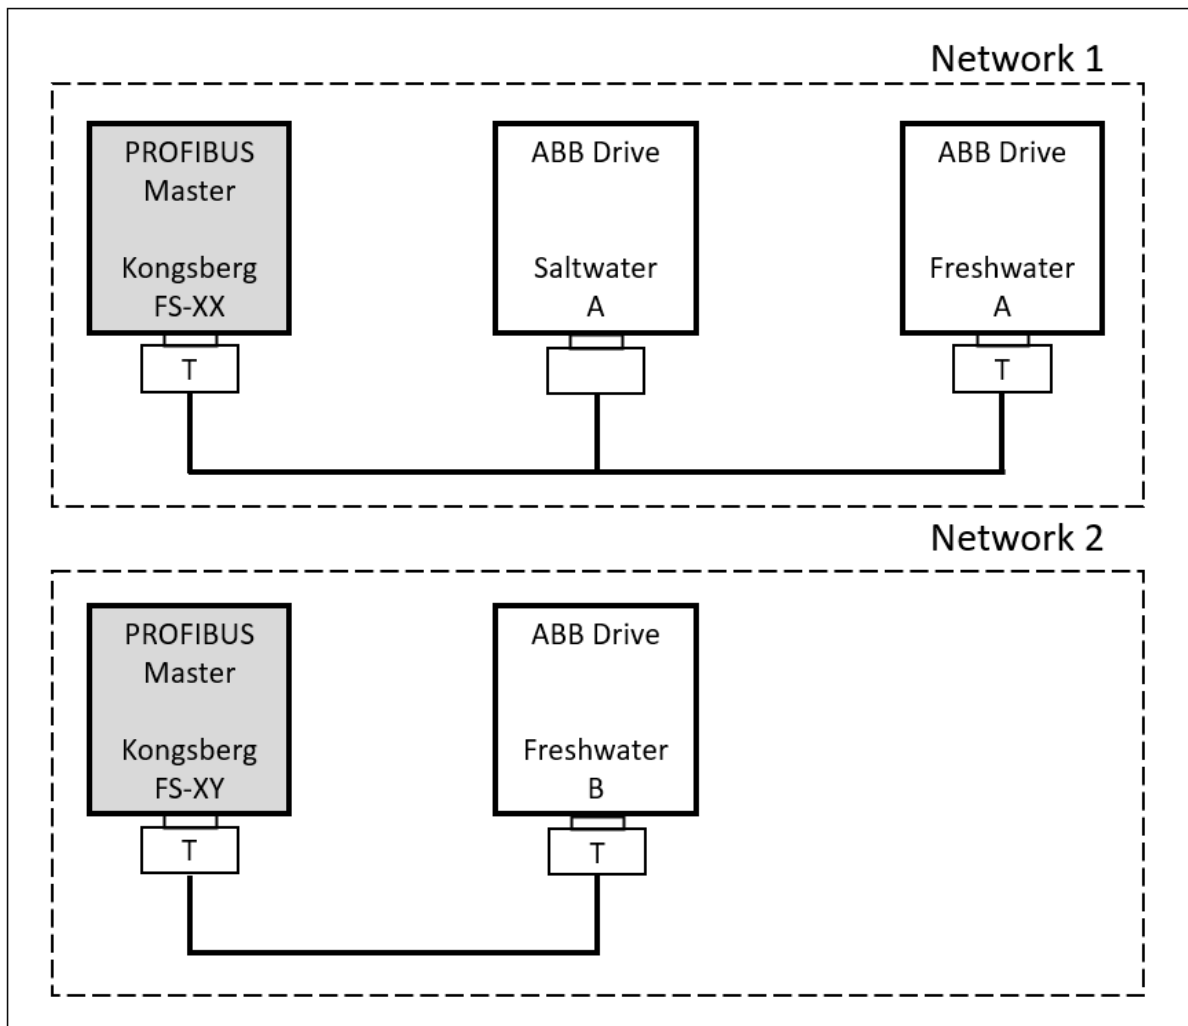 Network 1
PROFIBUS
Master
Kongsberg
FS-XX
T
ABB Drive
Saltwater
A
ABB Drive
Freshwater
A
T
Network 2
PROFIBUS
Master
Kongsberg
FS-XY
T
ABB Drive
Freshwater
B
T